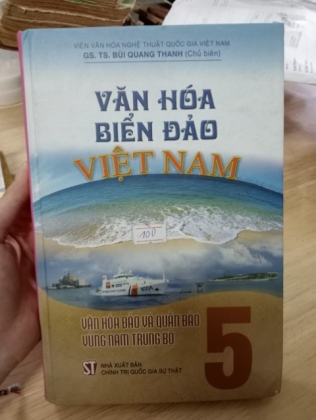 VIỆN VĂN HÓA NGHỆ THUẬT QUỐC GIA VIỆT NAM
GS. TS. BÙI QUANG THANH (Chủ biên)
VĂN HÓA
BIỂN ĐẢO
VIỆT NAM
VĂN HÓA ĐẢO VÀ QUẦN ĐẢO
VÙNG NAM TRUNG BỘ
5
ST
NHÀ XUẤT BẢN
CHÍNH TRỊ QUỐC GIA SỰ THẬT